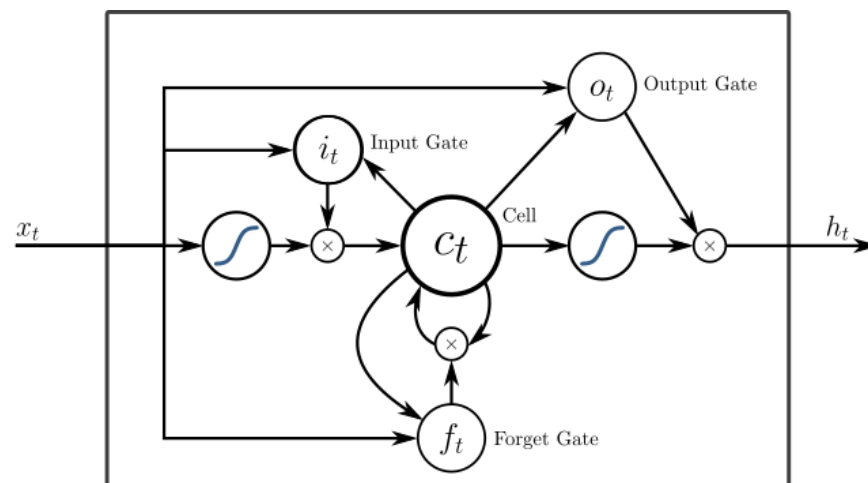 o_t Output Gate
i_t Input Gate
x_t
Cell
c_t
h_t
×
×
×
f_t Forget Gate